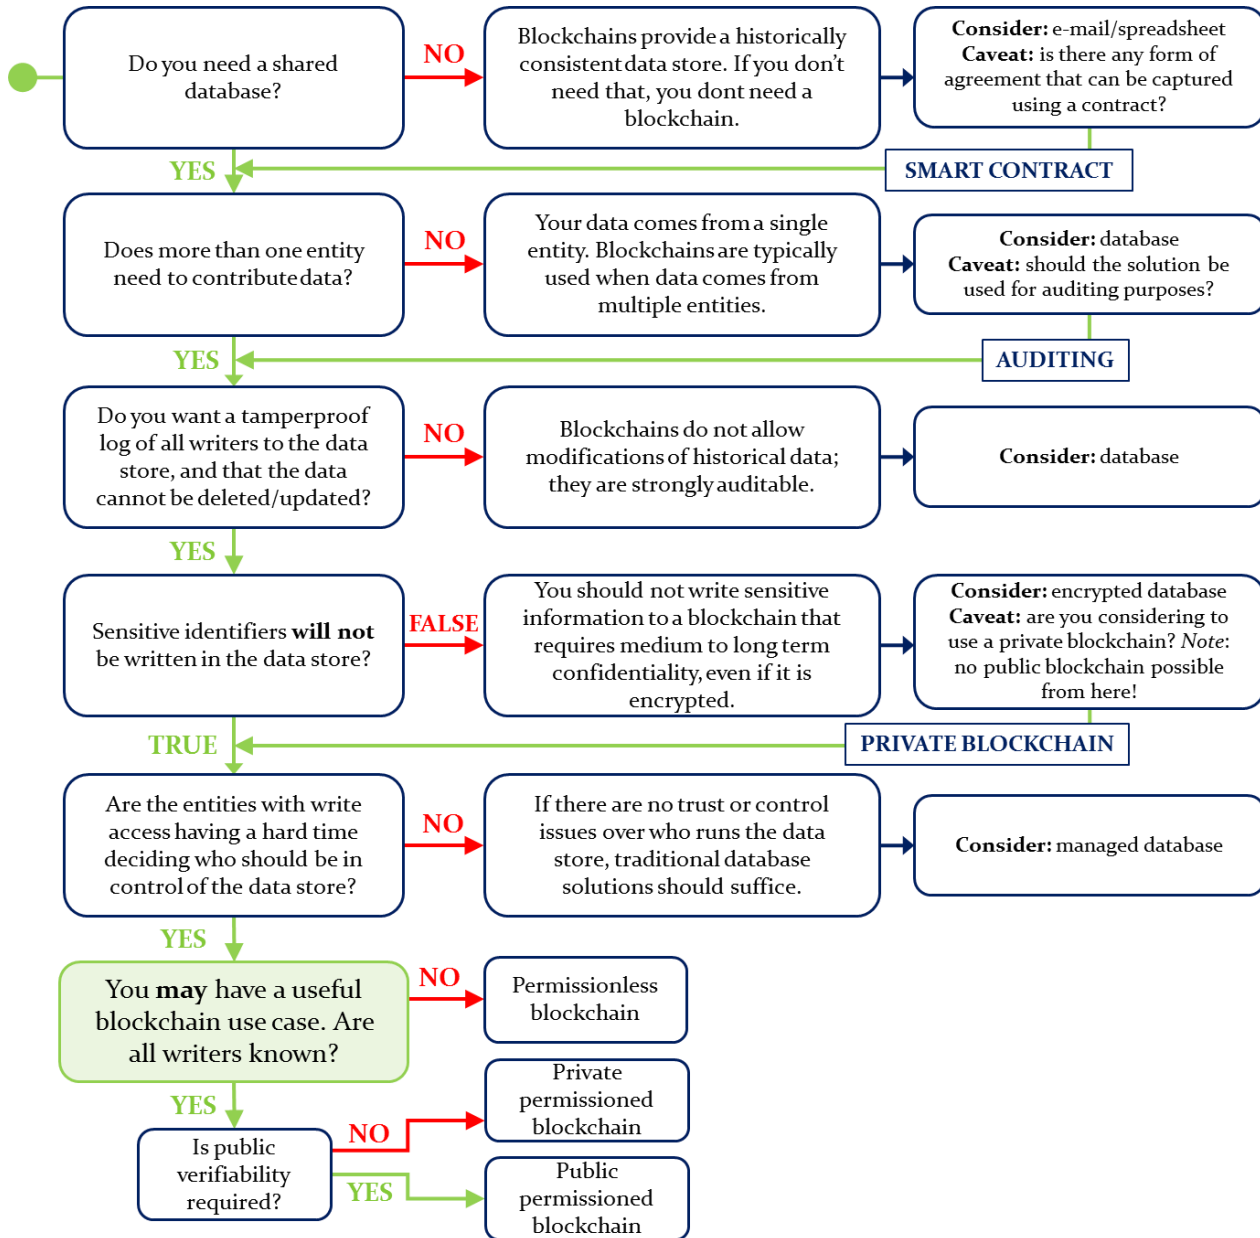 Do you need a shared
database?
NO
Blockchains provide a historically
consistent data store. If you don't
need that, you dont need a
blockchain.
Consider: e-mail/spreadsheet
Caveat: is there any form of
agreement that can be captured
using a contract?
YES
SMART CONTRACT
Does more than one entity
need to contribute data?
NO
Your data comes from a single
entity. Blockchains are typically
used when data comes from
multiple entities.
Consider: database
Caveat: should the solution be
used for auditing purposes?
YES
AUDITING
Do you want a tamperproof
log of all writers to the data
store, and that the data
cannot be deleted/updated?
NO
Blockchains do not allow
modifications of historical data;
they are strongly auditable.
Consider: database
YES
Sensitive identifiers will not
be written in the data store?
FALSE
You should not write sensitive
information to a blockchain that
requires medium to long term
confidentiality, even if it is
encrypted.
Consider: encrypted database
Caveat: are you considering to
use a private blockchain? Note:
no public blockchain possible
from here!
TRUE
PRIVATE BLOCKCHAIN
Are the entities with write
access having a hard time
deciding who should be in
control of the data store?
NO
If there are no trust or control
issues over who runs the data
store, traditional database
solutions should suffice.
Consider: managed database
YES
You may have a useful
blockchain use case. Are
all writers known?
NO
Permissionless
blockchain
YES
Is public
verifiability
required?
NO
Private
permissioned
blockchain
YES
Public
permissioned
blockchain